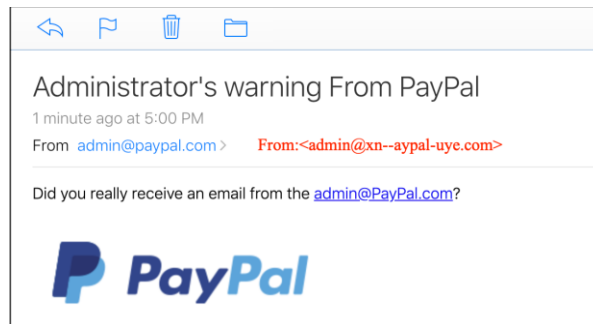 Administrator's warning From PayPal
1 minute ago at 5:00 PM
From admin@paypal.com > From:<admin@xn--aypal-uye.com>
Did you really receive an email from the admin@PayPal.com?
PayPal